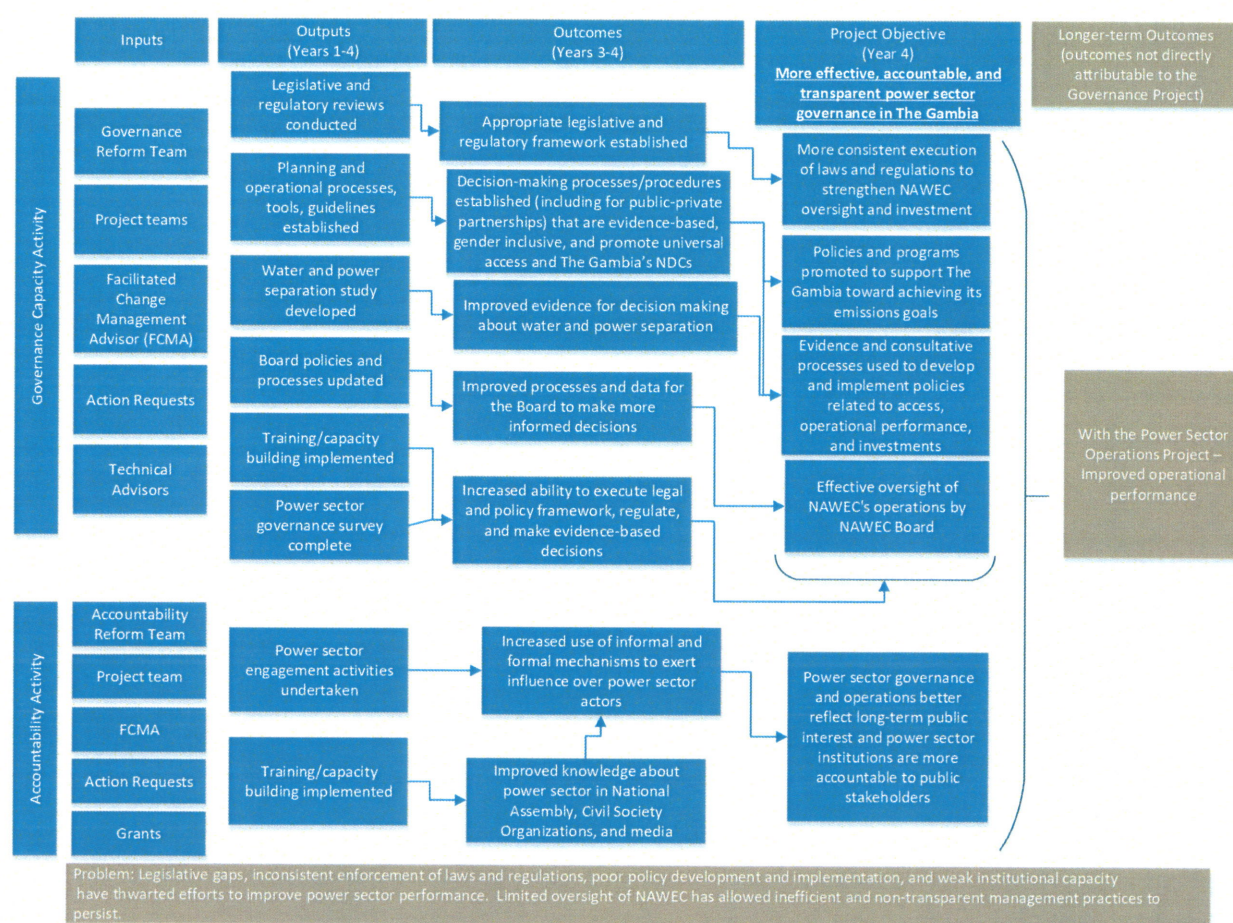 Inputs
Outputs
(Years 1-4)
Outcomes
(Years 3-4)
Project Objective
(Year 4)
More effective, accountable, and
transparent power sector
governance in The Gambia
Longer-term Outcomes
(outcomes not directly
attributable to the
Governance Project)
Governance Capacity Activity
Governance
Reform Team
Project teams
Facilitated
Change
Management
Advisor (FCMA)
Action Requests
Technical
Advisors
Legislative and
regulatory reviews
conducted
Planning and
operational processes,
tools, guidelines
established
Water and power
separation study
developed
Board policies and
processes updated
Training/capacity
building implemented
Power sector
governance survey
complete
Appropriate legislative and
regulatory framework established
Decision-making processes/procedures
established (including for public-private
partnerships) that are evidence-based,
gender inclusive, and promote universal
access and The Gambia's NDCs
Improved evidence for decision making
about water and power separation
Improved processes and data for
the Board to make more
informed decisions
Increased ability to execute legal
and policy framework, regulate,
and make evidence-based
decisions
More consistent execution
of laws and regulations to
strengthen NAWEC
oversight and investment
Policies and programs
promoted to support The
Gambia toward achieving its
emissions goals
Evidence and consultative
processes used to develop
and implement policies
related to access,
operational performance,
and investments
Effective oversight of
NAWEC's operations by
NAWEC Board
With the Power Sector
Operations Project –
Improved operational
performance
Accountability Activity
Accountability
Reform Team
Project team
FCMA
Action Requests
Grants
Power sector
engagement activities
undertaken
Training/capacity
building implemented
Increased use of informal and
formal mechanisms to exert
influence over power sector
actors
Improved knowledge about
power sector in National
Assembly, Civil Society
Organizations, and media
Power sector governance
and operations better
reflect long-term public
interest and power sector
institutions are more
accountable to public
stakeholders
Problem: Legislative gaps, inconsistent enforcement of laws and regulations, poor policy development and implementation, and weak institutional capacity
have thwarted efforts to improve power sector performance. Limited oversight of NAWEC has allowed inefficient and non-transparent management practices to
persist.